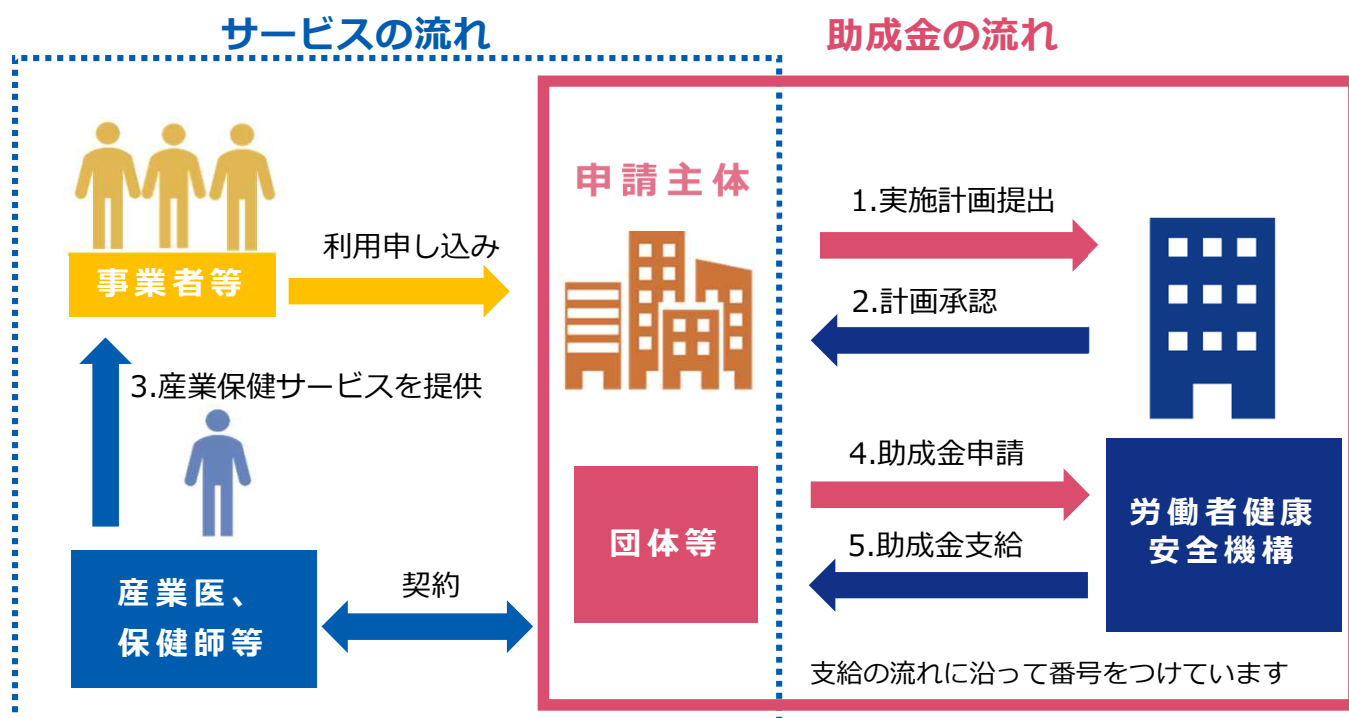 サービスの流れ
助成金の流れ
申請主体
1.実施計画提出
利用申し込み
事業者等
2.計画承認
3.産業保健サービスを提供
4.助成金申請
団体等
労働者健康
安全機構
5.助成金支給
契約
産業医、
保健師等
支給の流れに沿って番号をつけています